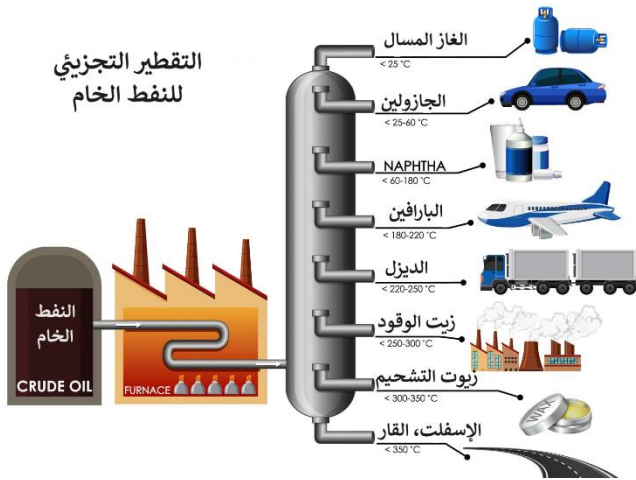 التقطير التجزيئي
للنفط الخام
الغاز المسال
< 25 °C
الجازولين
< 25-60 °C
NAPHTHA
< 60-180 °C
البارافين
< 180-220 °C
الديزل
< 220-250 °C
زيت الوقود
< 250-300 °C
زيوت التشحيم
< 300-350 °C
الإسفلت، القار
< 350 °C
النفط
الخام
CRUDE OIL
FURNACE
WAX